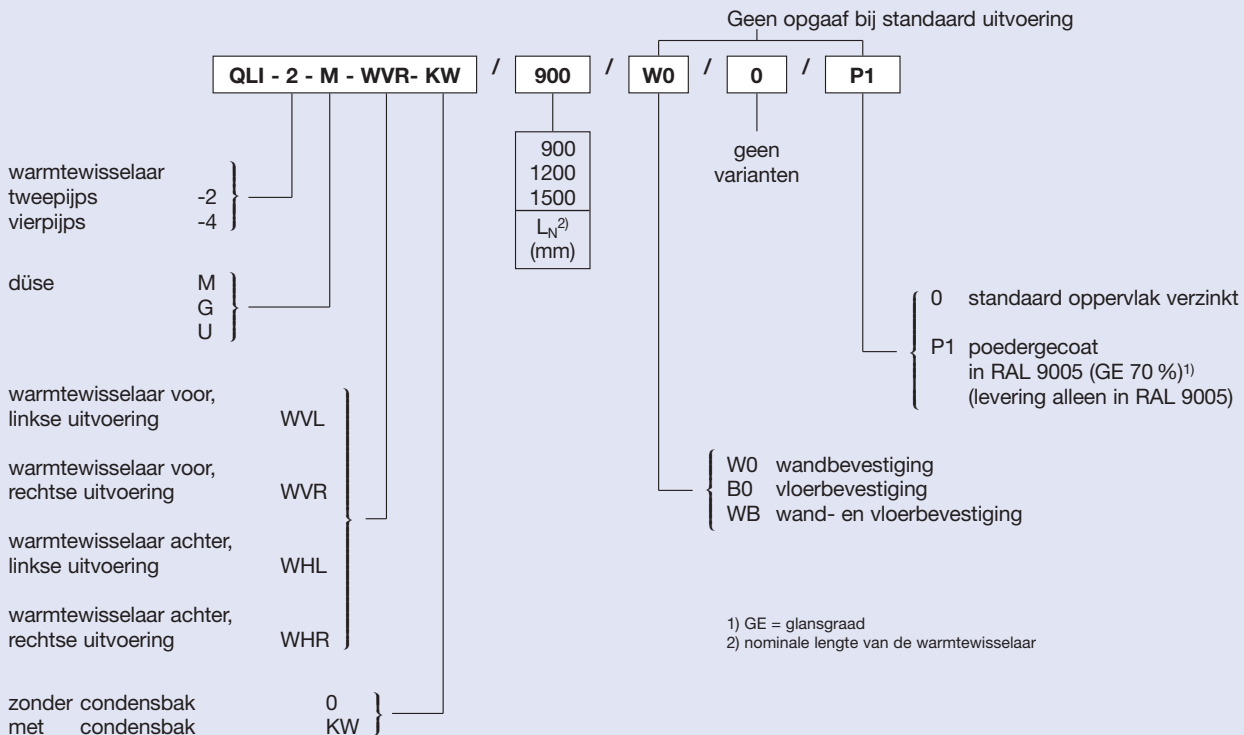 Geen opgaaf bij standaard uitvoering
QLI - 2 - M - WVR- KW / 900 / W0 / 0 / P1
900
1200
1500
LN2)
(mm)
geen
varianten
warmtewisselaar
tweepijps -2
vierpijps -4
düse M
G
U
warmtewisselaar voor,
linkse uitvoering WVL
warmtewisselaar voor,
rechtse uitvoering WVR
warmtewisselaar achter,
linkse uitvoering WHL
warmtewisselaar achter,
rechtse uitvoering WHR
zonder condensbak 0
met condensbak KW
0 standaard oppervlak verzinkt
P1 poedergecoat
in RAL 9005 (GE 70 %)1)
(levering alleen in RAL 9005)
W0 wandbevestiging
B0 vloerbevestiging
WB wand- en vloerbevestiging
1) GE = glansgraad
2) nominale lengte van de warmtewisselaar